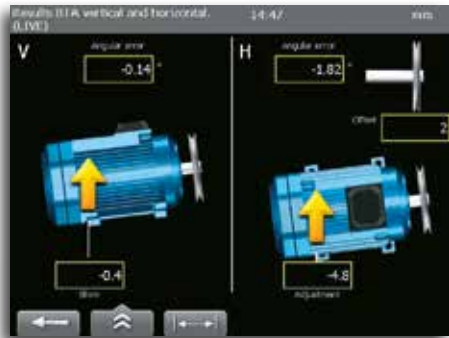 Results BTA vertical and horizontal. 14:47 mm
(LIVE)
V
Angular error
-0.14 °
H
Angular error
-1.82 °
Offset
2
-0.4
Shim
-4.8
Adjustment